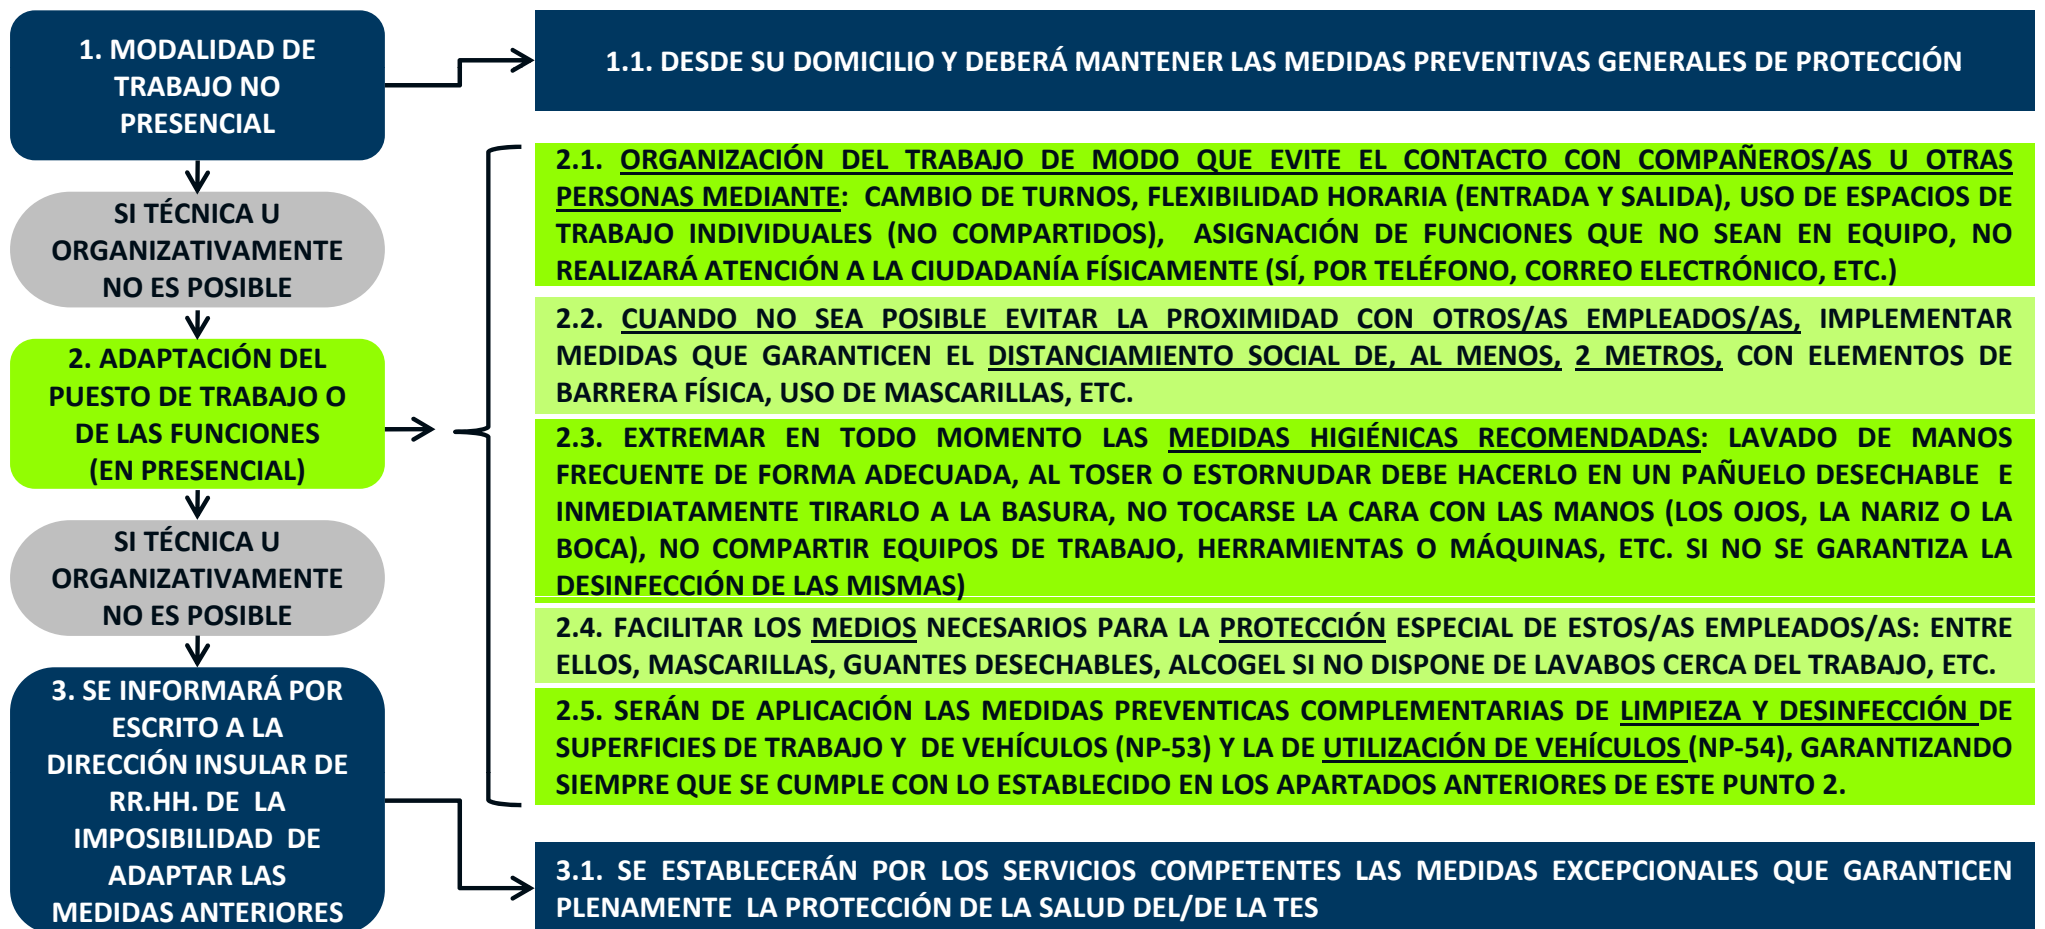 1. MODALIDAD DE
TRABAJO NO
PRESENCIAL
1.1. DESDE SU DOMICILIO Y DEBERÁ MANTENER LAS MEDIDAS PREVENTIVAS GENERALES DE PROTECCIÓN
SI TÉCNICA U
ORGANIZATIVAMENTE
NO ES POSIBLE
2. ADAPTACIÓN DEL
PUESTO DE TRABAJO O
DE LAS FUNCIONES
(EN PRESENCIAL)
2.1. ORGANIZACIÓN DEL TRABAJO DE MODO QUE EVITE EL CONTACTO CON COMPAÑEROS/AS U OTRAS
PERSONAS MEDIANTE: CAMBIO DE TURNOS, FLEXIBILIDAD HORARIA (ENTRADA Y SALIDA), USO DE ESPACIOS DE
TRABAJO INDIVIDUALES (NO COMPARTIDOS), ASIGNACIÓN DE FUNCIONES QUE NO SEAN EN EQUIPO, NO
REALIZARÁ ATENCIÓN A LA CIUDADANÍA FÍSICAMENTE (SÍ, POR TELÉFONO, CORREO ELECTRÓNICO, ETC.)
2.2. CUANDO NO SEA POSIBLE EVITAR LA PROXIMIDAD CON OTROS/AS EMPLEADOS/AS, IMPLEMENTAR
MEDIDAS QUE GARANTICEN EL DISTANCIAMIENTO SOCIAL DE, AL MENOS, 2 METROS, CON ELEMENTOS DE
BARRERA FÍSICA, USO DE MASCARILLAS, ETC.
2.3. EXTREMAR EN TODO MOMENTO LAS MEDIDAS HIGIÉNICAS RECOMENDADAS: LAVADO DE MANOS
FRECUENTE DE FORMA ADECUADA, AL TOSER O ESTORNUDAR DEBE HACERLO EN UN PAÑUELO DESECHABLE E
INMEDIATAMENTE TIRARLO A LA BASURA, NO TOCARSE LA CARA CON LAS MANOS (LOS OJOS, LA NARIZ O LA
BOCA), NO COMPARTIR EQUIPOS DE TRABAJO, HERRAMIENTAS O MÁQUINAS, ETC. SI NO SE GARANTIZA LA
DESINFECCIÓN DE LAS MISMAS)
2.4. FACILITAR LOS MEDIOS NECESARIOS PARA LA PROTECCIÓN ESPECIAL DE ESTOS/AS EMPLEADOS/AS: ENTRE
ELLOS, MASCARILLAS, GUANTES DESECHABLES, ALCOGEL SI NO DISPONE DE LAVABOS CERCA DEL TRABAJO, ETC.
2.5. SERÁN DE APLICACIÓN LAS MEDIDAS PREVENTICAS COMPLEMENTARIAS DE LIMPIEZA Y DESINFECCIÓN DE
SUPERFICIES DE TRABAJO Y DE VEHÍCULOS (NP-53) Y LA DE UTILIZACIÓN DE VEHÍCULOS (NP-54), GARANTIZANDO
SIEMPRE QUE SE CUMPLE CON LO ESTABLECIDO EN LOS APARTADOS ANTERIORES DE ESTE PUNTO 2.
SI TÉCNICA U
ORGANIZATIVAMENTE
NO ES POSIBLE
3. SE INFORMARÁ POR
ESCRITO A LA
DIRECCIÓN INSULAR DE
RR.HH. DE LA
IMPOSIBILIDAD DE
ADAPTAR LAS
MEDIDAS ANTERIORES
3.1. SE ESTABLECERÁN POR LOS SERVICIOS COMPETENTES LAS MEDIDAS EXCEPCIONALES QUE GARANTICEN
PLENAMENTE LA PROTECCIÓN DE LA SALUD DEL/DE LA TES